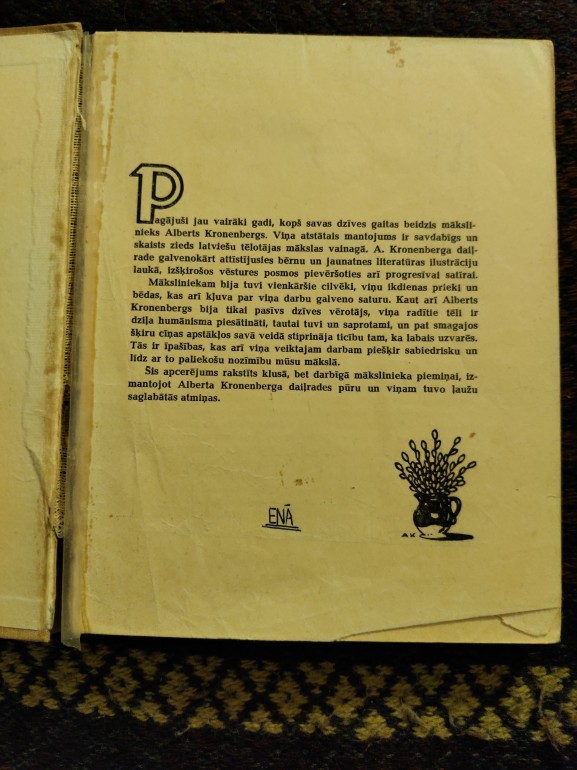 Pagājuši jau vairāki gadi, kopš savas dzīves gaitas beidzis māksli-
nieks Alberts Kronenbergs. Viņa atstātais mantojums ir savdabīgs un
skaists zieds latviešu tēlotājas mākslas vainagā. A. Kronenberga daiļ-
rade galvenokārt attīstījusies bērnu un jaunatnes literatūras ilustrāciju
laukā, izšķirošos vēstures posmos pievēršoties arī progresīvai satīrai.
Māksliniekam bija tuvi vienkāršie cilvēki, viņu ikdienas prieki un
bēdas, kas arī kļuva par viņa darbu galveno saturu. Kaut arī Alberts
Kronenbergs bija tikai pasīvs dzīves vērotājs, viņa radītie tēli ir
dziļa humānisma piesātināti, tautai tuvi un saprotami, un pat smagajos
šķiru cīņas apstākļos savā veidā stiprināja ticību tam, ka labais uzvarēs.
Tās ir īpašības, kas arī viņa veiktajam darbam piešķir sabiedrisku un
līdz ar to paliekošu nozīmību mūsu mākslā.
Šis apcerējums rakstīts klusā, bet darbīgā mākslinieka piemiņai, iz-
mantojot Alberta Kronenberga daiļrades pūru un viņam tuvo ļaužu
saglabātās atmiņas.
ENĀ
AK